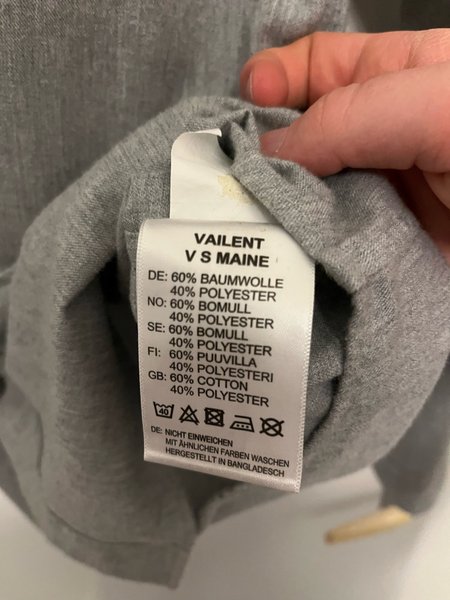 VAILENT
V S MAINE
DE: 60% BAUMWOLLE
40% POLYESTER
NO: 60% BOMULL
40% POLYESTER
SE: 60% BOMULL
40% POLYESTER
FI: 60% PUUVILLA
40% POLYESTERI
GB: 60% COTTON
40% POLYESTER
40
DE: NICHT EINWEICHEN
MIT ÄHNLICHEN FARBEN WASCHEN
HERGESTELLT IN BANGLADESCH